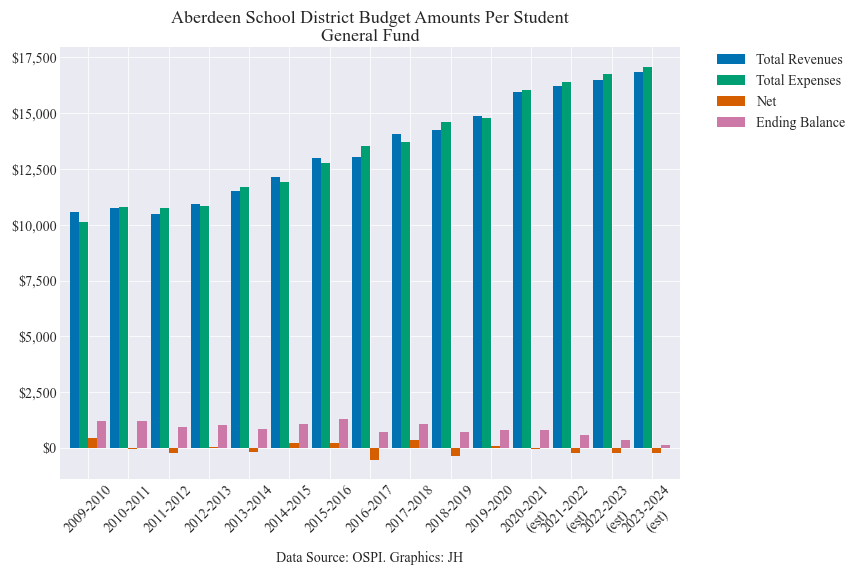 Aberdeen School District Budget Amounts Per Student
General Fund
$17,500
$15,000
$12,500
$10,000
$7,500
$5,000
$2,500
$0
Total Revenues
Total Expenses
Net
Ending Balance
2009-2010
2010-2011
2011-2012
2012-2013
2013-2014
2014-2015
2015-2016
2016-2017
2017-2018
2018-2019
2019-2020
2020-2021
(est)
2021-2022
(est)
2022-2023
(est)
2023-2024
(est)
Data Source: OSPI. Graphics: JH